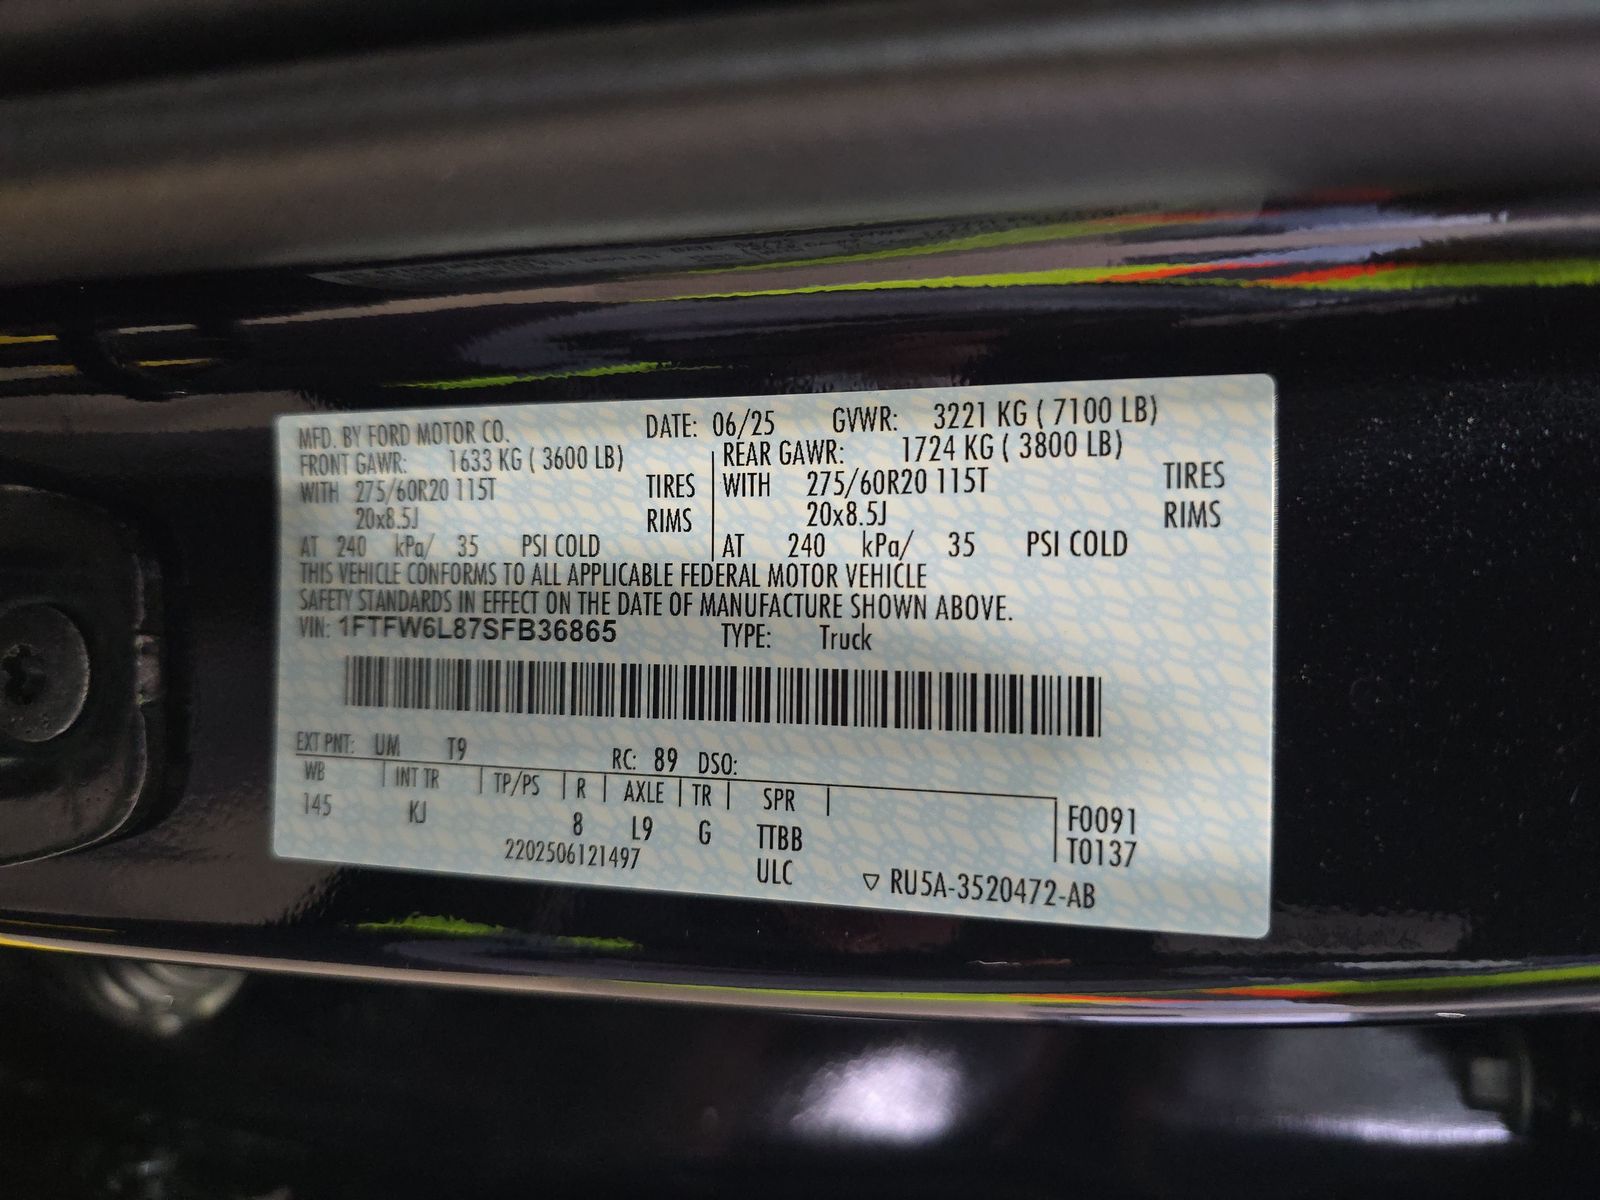 MFD. BY FORD MOTOR CO. DATE: 06/25 GVWR: 3221 KG ( 7100 LB)
FRONT GAWR: 1633 KG ( 3600 LB) REAR GAWR: 1724 KG ( 3800 LB)
WITH 275/60R20 115T TIRES WITH 275/60R20 115T TIRES
20x8.5J RIMS 20x8.5J RIMS
AT 240 kPa/ 35 PSI COLD AT 240 kPa/ 35 PSI COLD
THIS VEHICLE CONFORMS TO ALL APPLICABLE FEDERAL MOTOR VEHICLE
SAFETY STANDARDS IN EFFECT ON THE DATE OF MANUFACTURE SHOWN ABOVE.
VIN: 1FTFW6L87SFB36865 TYPE: Truck
EXT PNT: UM T9 RC: 89 DSO:
WB INT TR TP/PS R AXLE TR SPR
145 KJ 8 L9 G TTBB F0091
T0137
2202506121497 ULC ▽ RU5A-3520472-AB